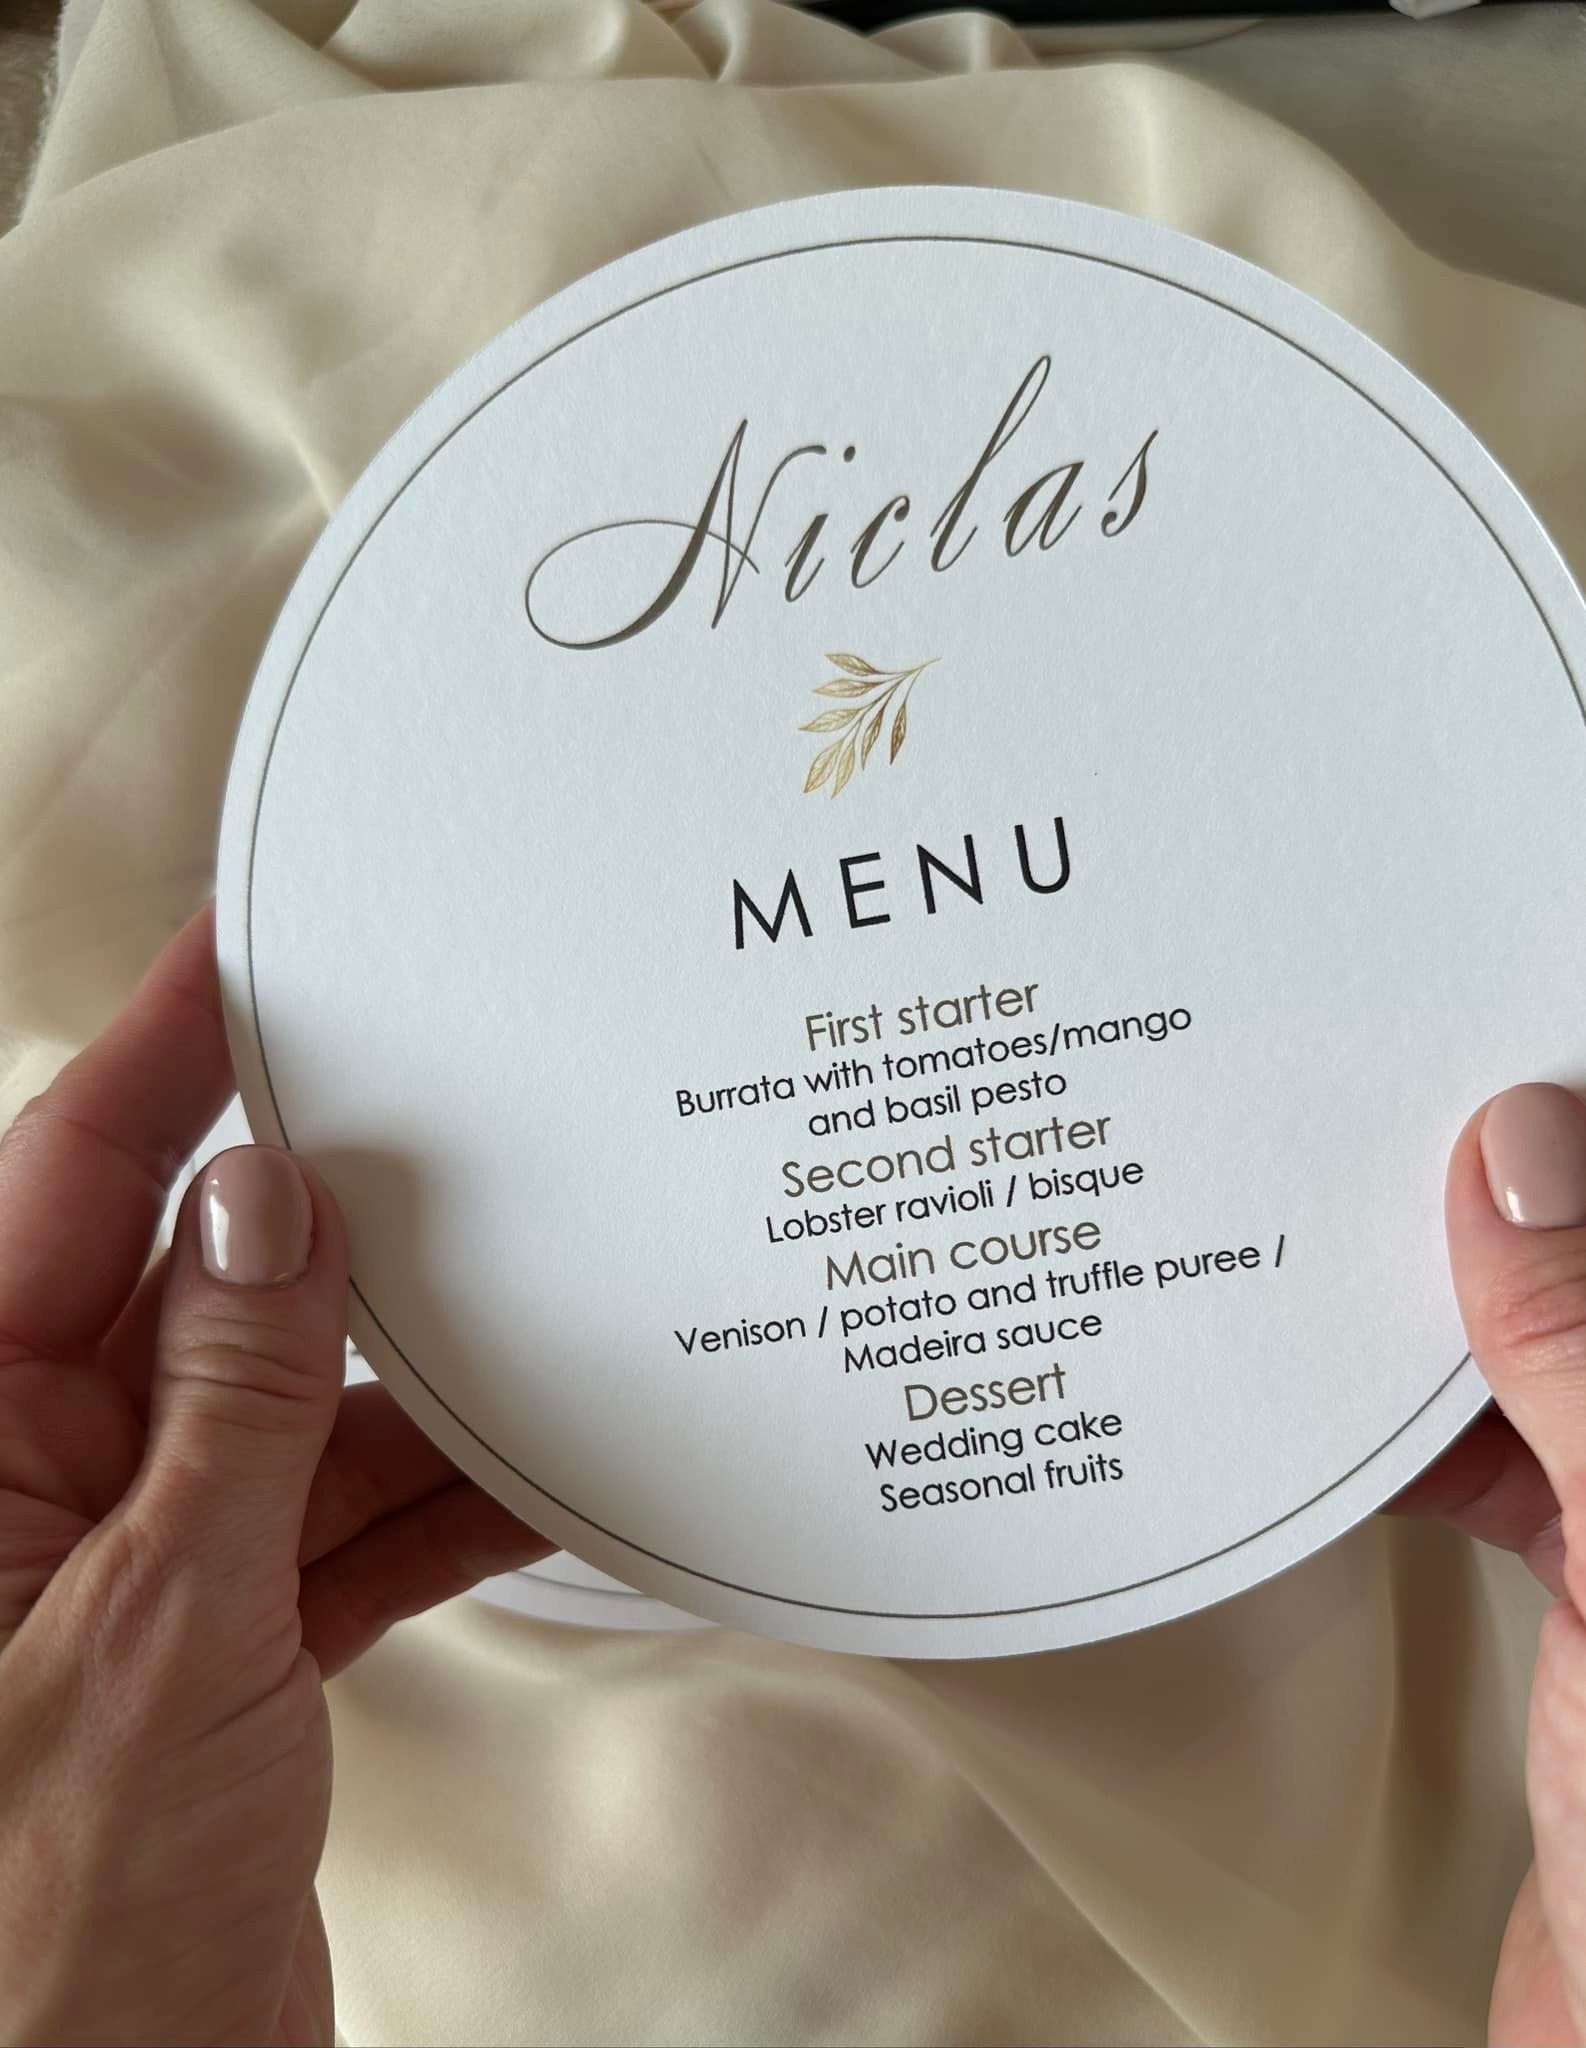 Niclas
MENU
First starter
Burrata with tomatoes/mango
and basil pesto
Second starter
Lobster ravioli / bisque
Main course
Venison / potato and truffle puree /
Madeira sauce
Dessert
Wedding cake
Seasonal fruits